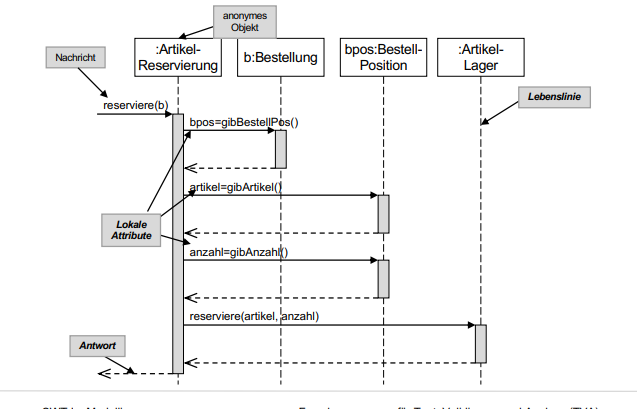 anonymes
Objekt
Nachricht
:Artikel-
Reservierung
b:Bestellung
bpos:Bestell-
Position
:Artikel-
Lager
Lebenslinie
reserviere(b)
bpos=gibBestellPos()
artikel=gibArtikel()
Lokale
Attribute
anzahl=gibAnzahl()
reserviere(artikel, anzahl)
Antwort